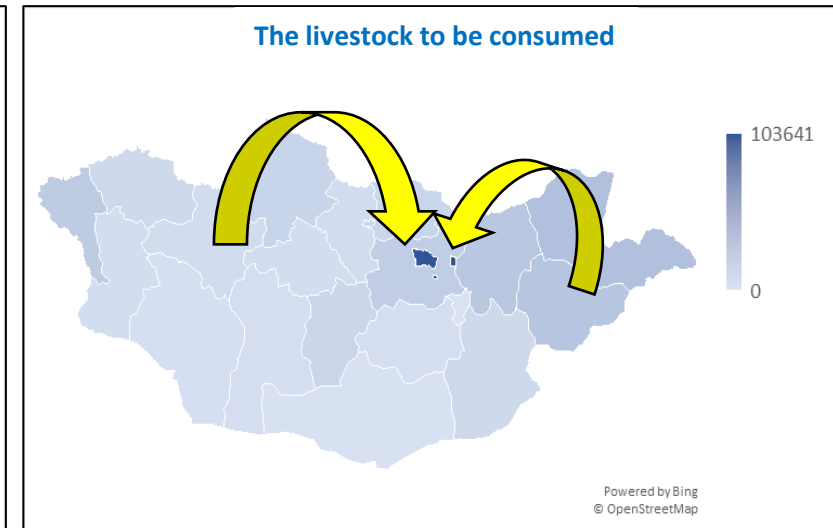 The livestock to be consumed
103641
0
Powered by Bing
© OpenStreetMap